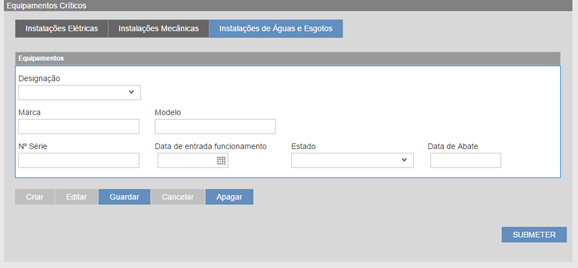 Equipamentos Críticos
Instalações Elétricas Instalações Mecânicas Instalações de Águas e Esgotos
Equipamentos
Designação
Marca Modelo
Nº Série Data de entrada funcionamento Estado Data de Abate
Criar Editar Guardar Cancelar Apagar
SUBMETER